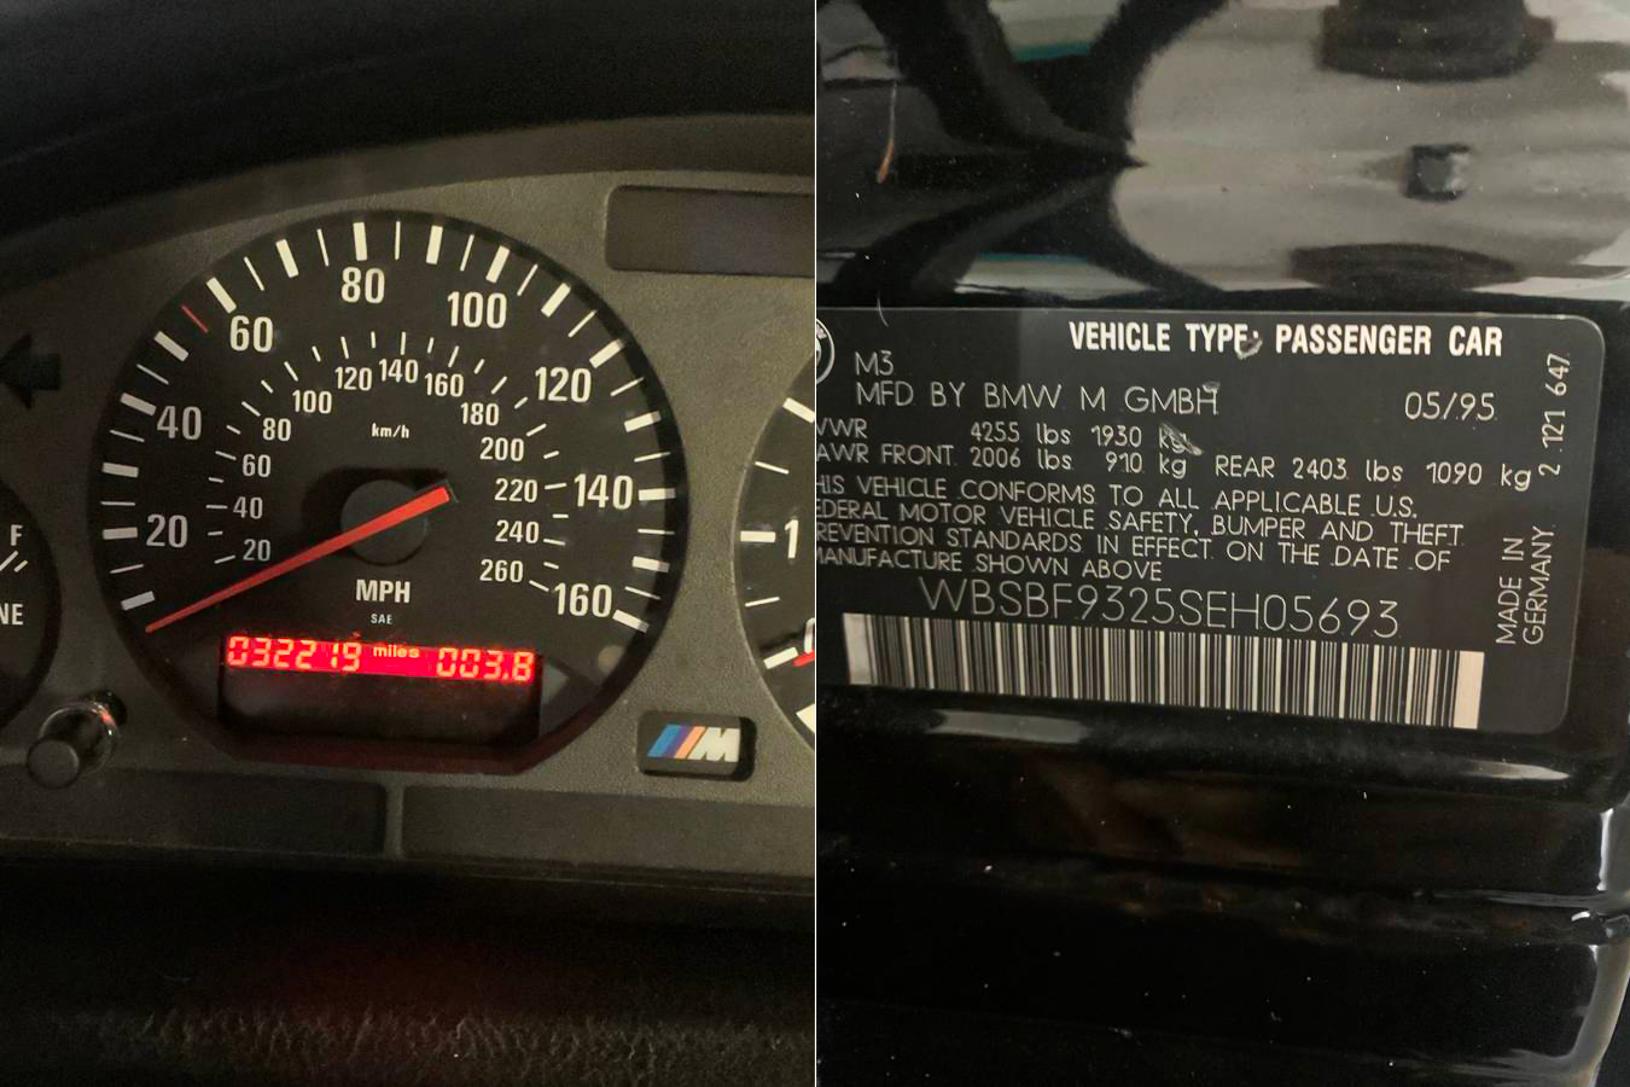 80
60
100
120
40
140
20
160
120
140
160
100
180
80
200
km/h
60
220
40
240
20
260
MPH
SAE
032219 miles 003.8
F
NE
M
1
VEHICLE TYPE: PASSENGER CAR
M3
MFD BY BMW M GMBH 05/95
VWR 4255 lbs 1930 kg
AWR FRONT 2006 lbs 910 kg REAR 2403 lbs 1090 kg
HIS VEHICLE CONFORMS TO ALL APPLICABLE U.S.
EDERAL MOTOR VEHICLE SAFETY, BUMPER AND THEFT
REVENTION STANDARDS IN EFFECT ON THE DATE OF
MANUFACTURE SHOWN ABOVE
WBSBF9325SEH05693
2 121 647
MADE IN
GERMANY